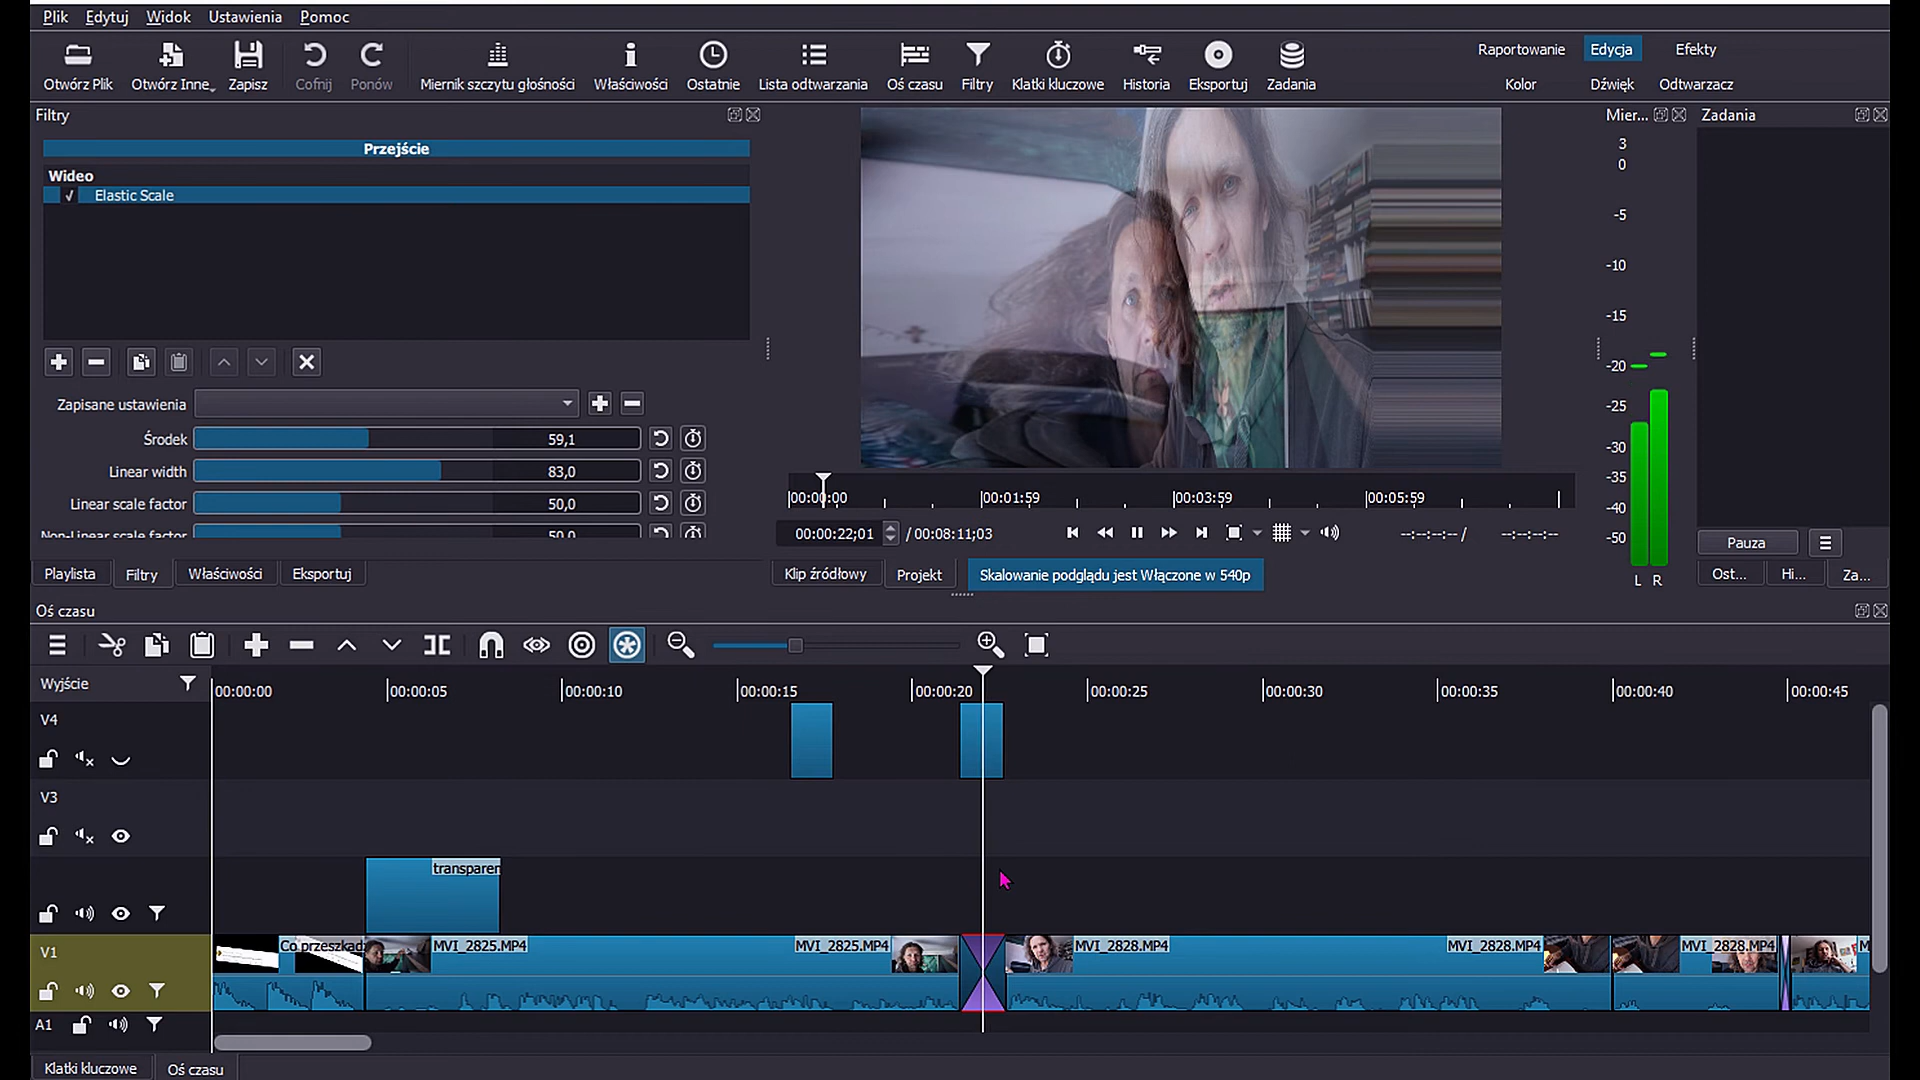 Plik Edytuj Widok Ustawienia Pomoc
Otwórz Plik Otwórz Inne Zapisz Cofnij Ponów Miernik szczytu głośności Właściwości Ostatnie Lista odtwarzania Oś czasu Filtry Klatki kluczowe Historia Eksportuj Zadania
Raportowanie Edycja Efekty
Kolor Dźwięk Odtwarzacz
Filtry
Przejście
Wideo
Elastic Scale
Zapisane ustawienia
Środek 59,1
Linear width 83,0
Linear scale factor 50,0
Non-Linear scale factor 50,0
Playlista Filtry Właściwości Eksportuj
00:00:00 00:01:59 00:03:59 00:05:59
00:00:22;01 / 00:08:11;03 --:--:--:-- / --:--:--:--
Klip źródłowy Projekt Skalowanie podglądu jest Włączone w 540p
Mier...
3
0
-5
-10
-15
-20
-25
-30
-35
-40
-50
L R
Zadania
Pauza
Ost... Hi... Za...
Oś czasu
Wyjście
00:00:00 00:00:05 00:00:10 00:00:15 00:00:20 00:00:25 00:00:30 00:00:35 00:00:40 00:00:45
V4
V3
transparen
V1
Co przeszkadz MVI_2825.MP4 MVI_2825.MP4 MVI_2828.MP4 MVI_2828.MP4 MVI_2828.MP4 M
A1
Klatki kluczowe Oś czasu